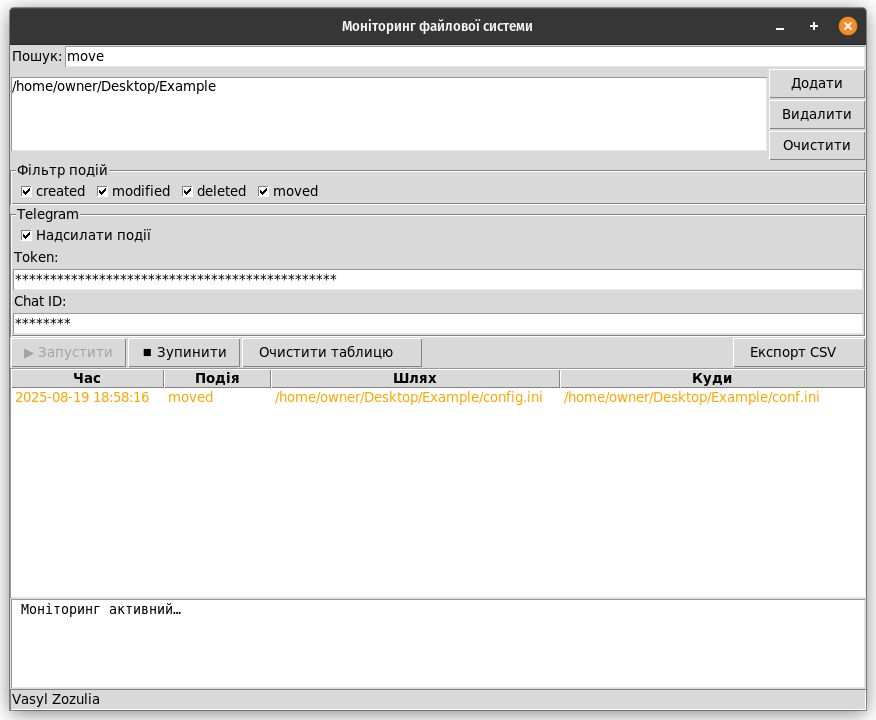 Моніторинг файлової системи
Пошук: move
/home/owner/Desktop/Example
Додати
Видалити
Очистити
Фільтр подій
created modified deleted moved
Telegram
Надсилати події
Token:
**********************************************
Chat ID:
********
▶ Запустити ⏹ Зупинити Очистити таблицю Експорт CSV
Час Подія Шлях Куди
2025-08-19 18:58:16 moved /home/owner/Desktop/Example/config.ini /home/owner/Desktop/Example/conf.ini
Моніторинг активний…
Vasyl Zozulia